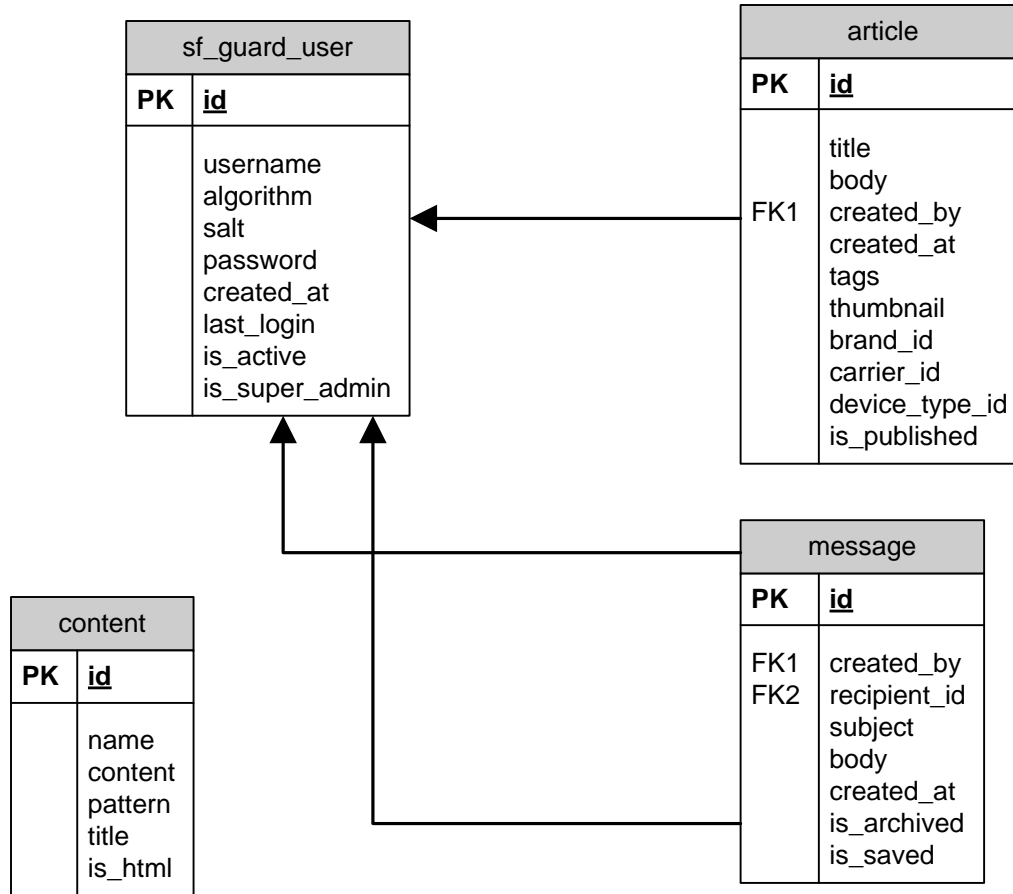 sf_guard_user
PK id
username
algorithm
salt
password
created_at
last_login
is_active
is_super_admin
article
PK id
title
body
FK1 created_by
created_at
tags
thumbnail
brand_id
carrier_id
device_type_id
is_published
content
PK id
name
content
pattern
title
is_html
message
PK id
FK1 created_by
FK2 recipient_id
subject
body
created_at
is_archived
is_saved